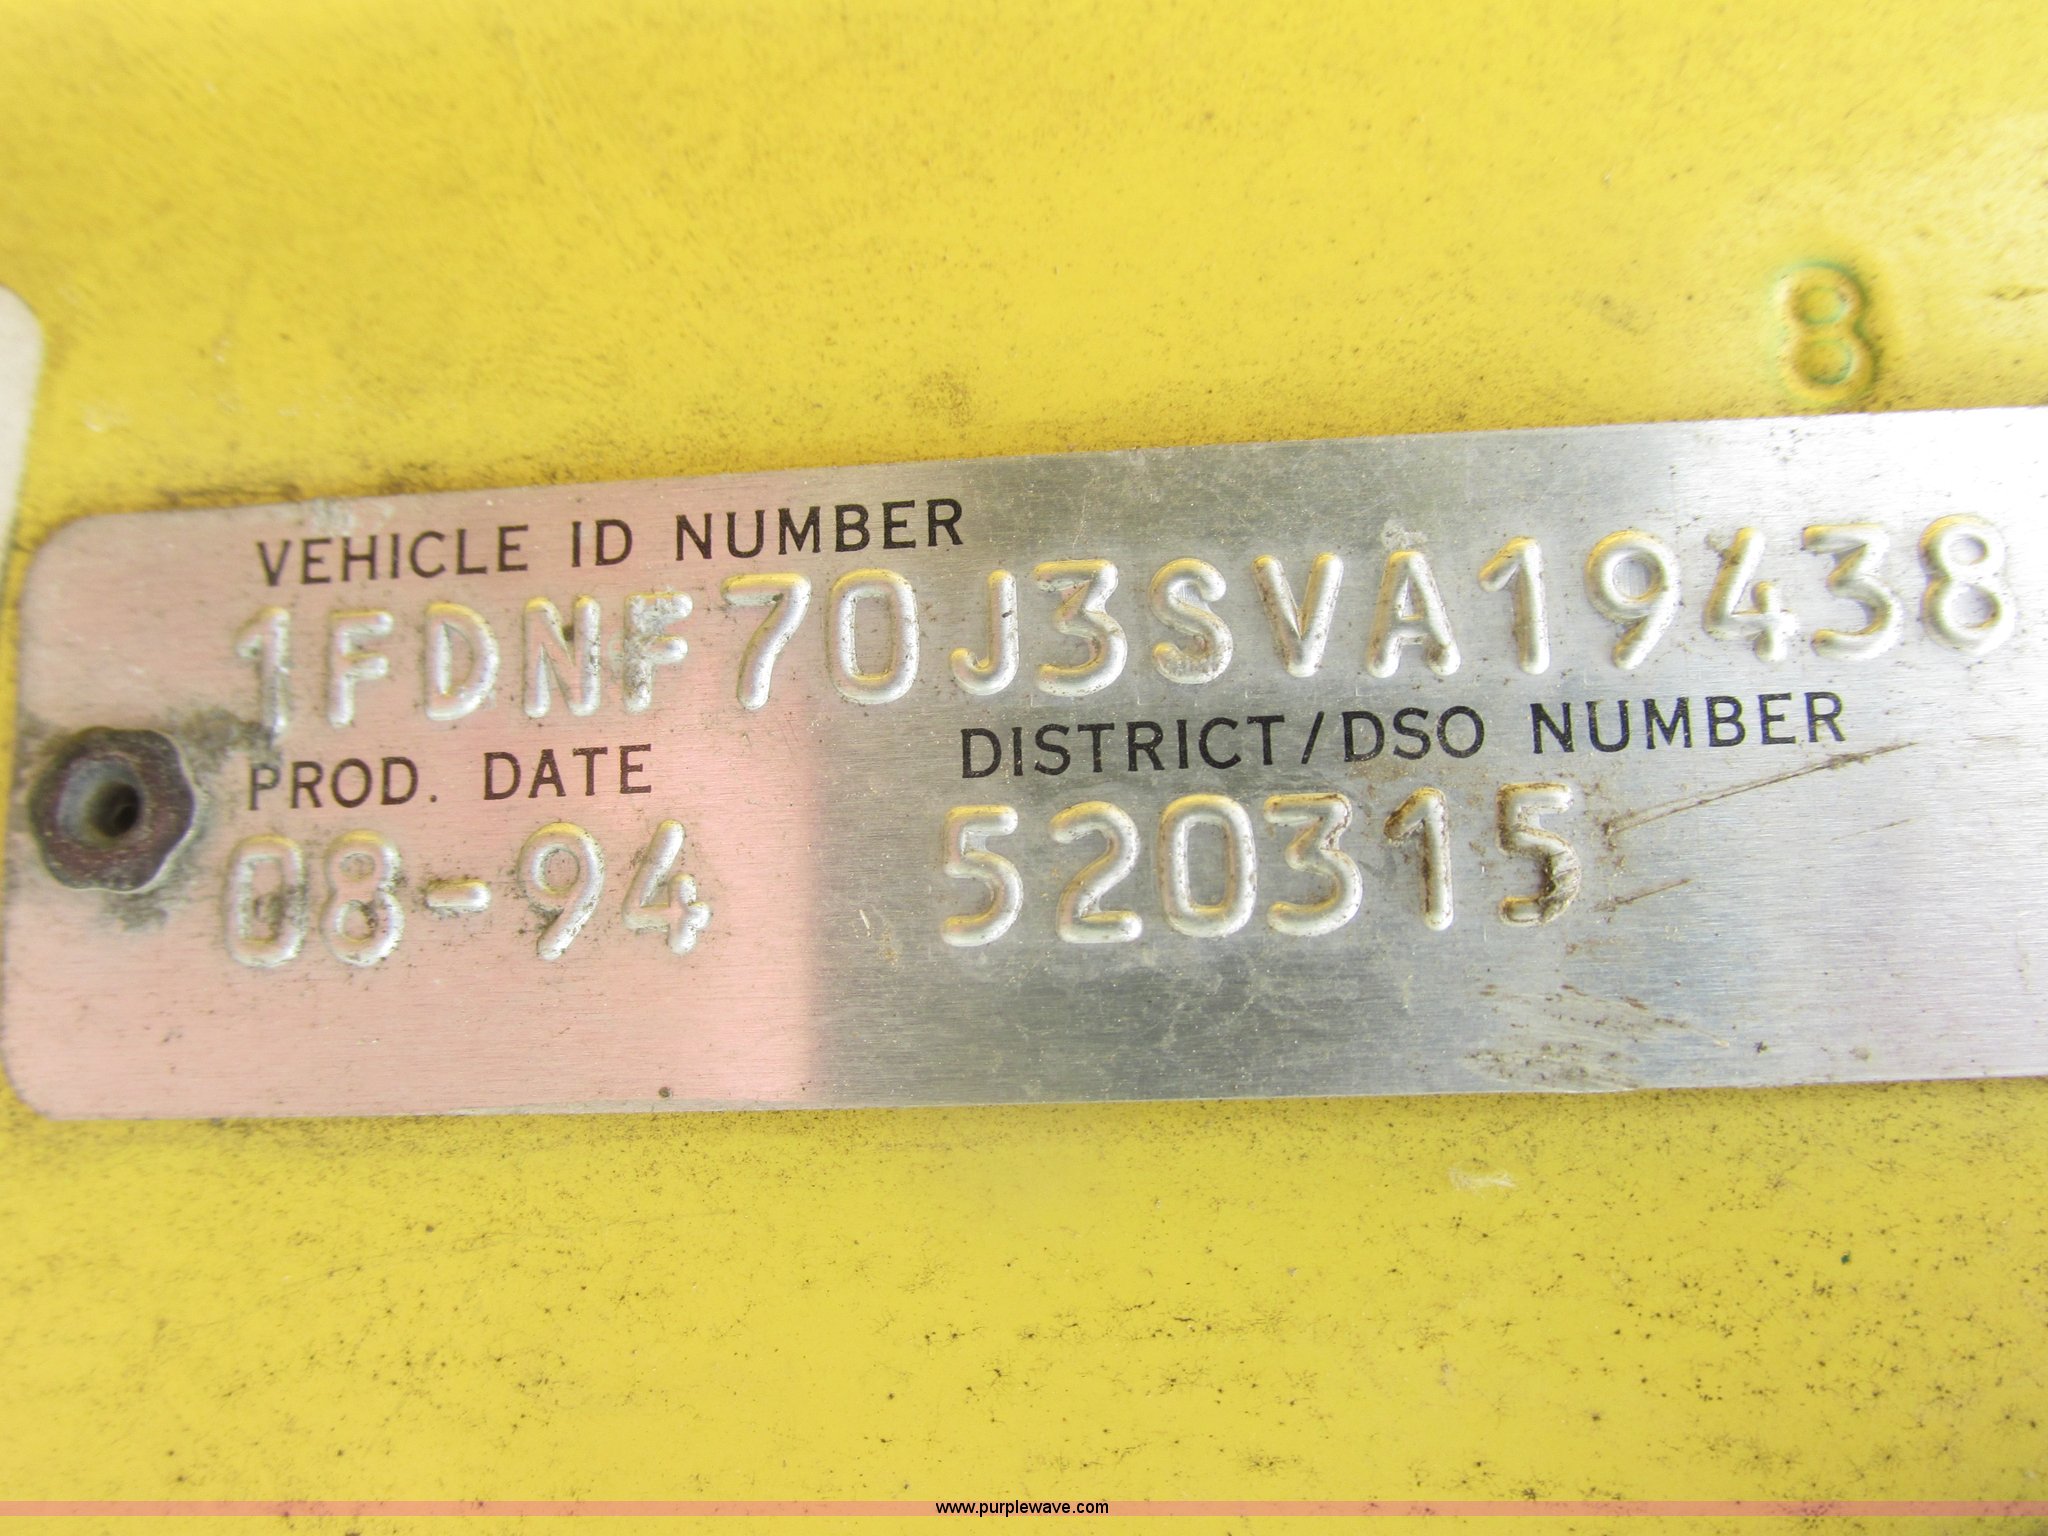 8
VEHICLE ID NUMBER
1FDNF70J3SVA19438
PROD. DATE
DISTRICT/DSO NUMBER
08-94
520315
www.purplewave.com